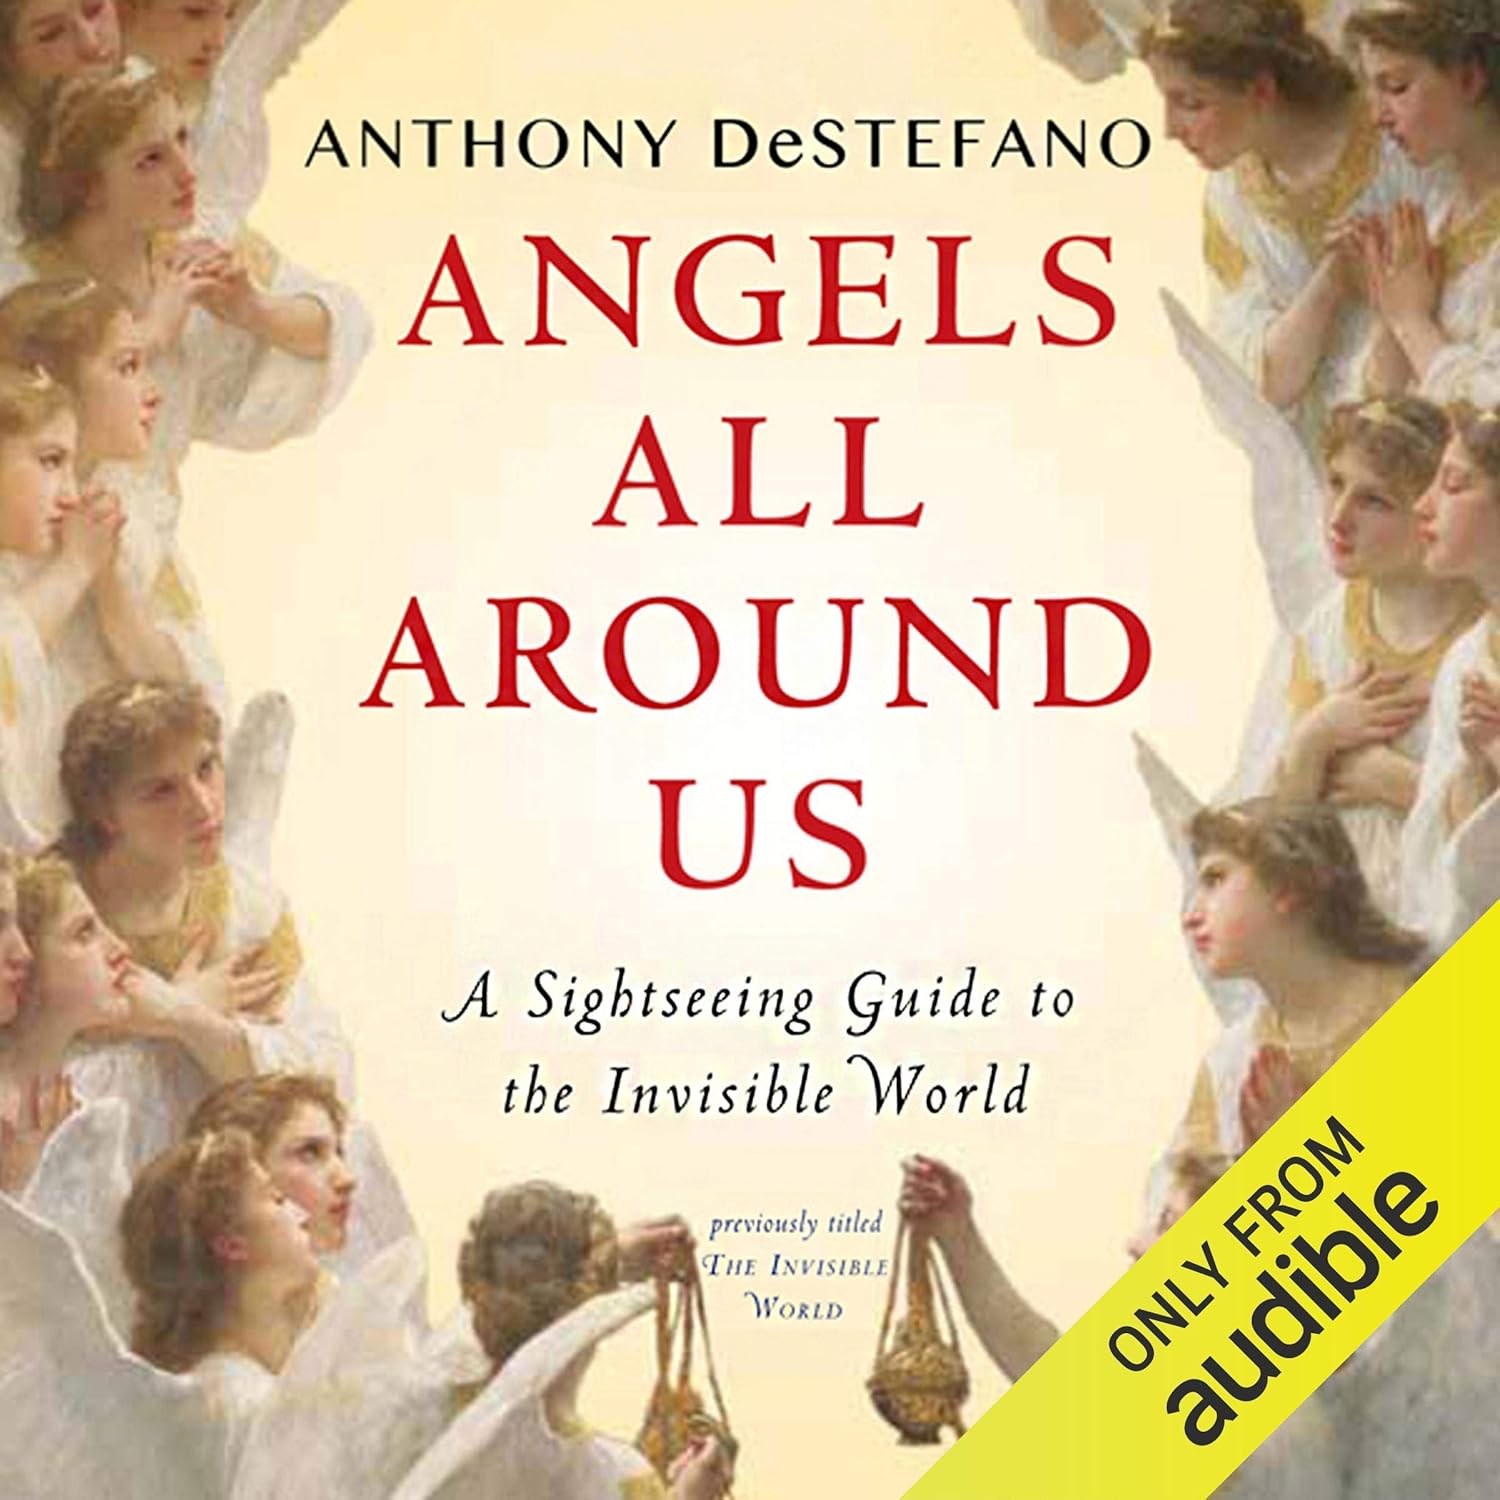 ANTHONY DeSTEFANO
ANGELS
ALL
AROUND
US
A Sightseeing Guide to
the Invisible World
previously titled
THE INVISIBLE
WORLD
ONLY FROM
audible